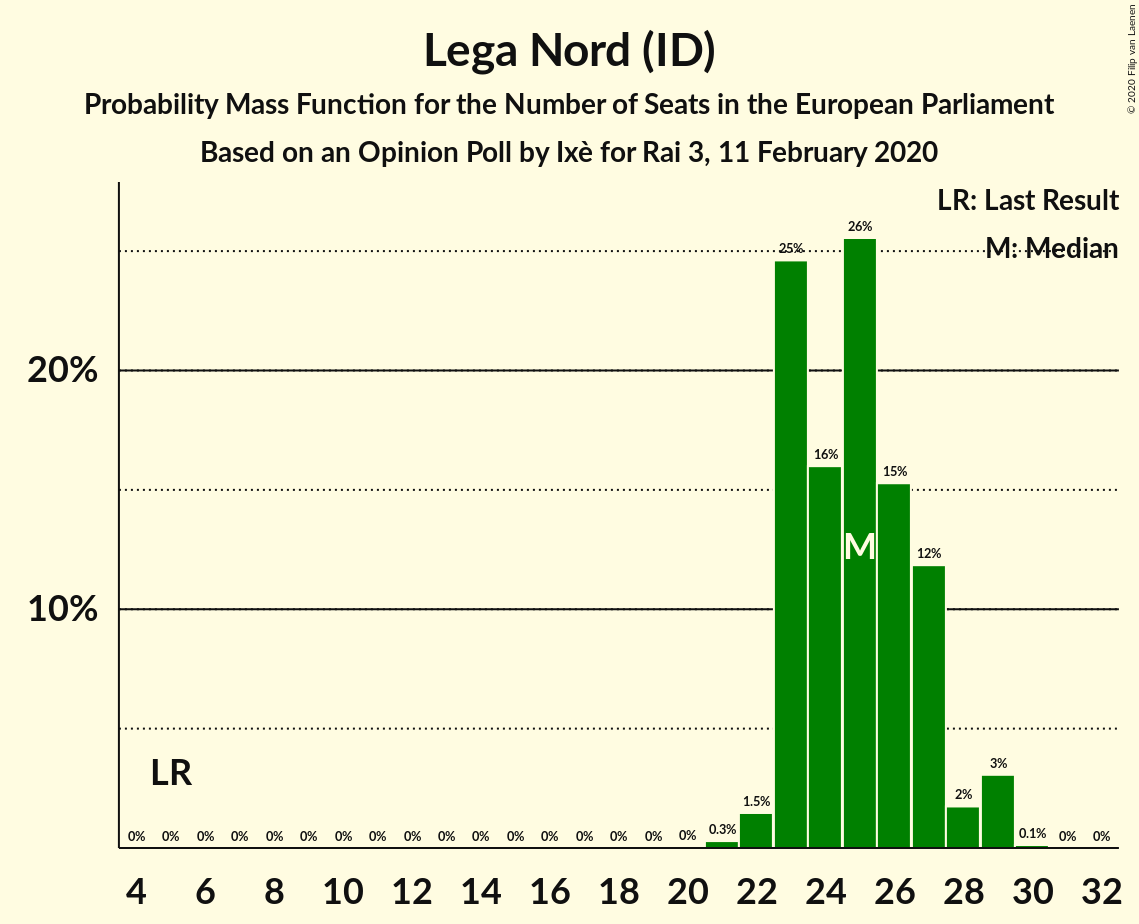 Lega Nord (ID)
Probability Mass Function for the Number of Seats in the European Parliament
Based on an Opinion Poll by Ixè for Rai 3, 11 February 2020
© 2020 Filip van Laenen
LR: Last Result
M: Median
20%
10%
LR
M
0% 0% 0% 0% 0% 0% 0% 0% 0% 0% 0% 0% 0% 0% 0% 0% 0% 0.3% 1.5% 25% 16% 26% 15% 12% 2% 3% 0.1% 0% 0%
4 6 8 10 12 14 16 18 20 22 24 26 28 30 32